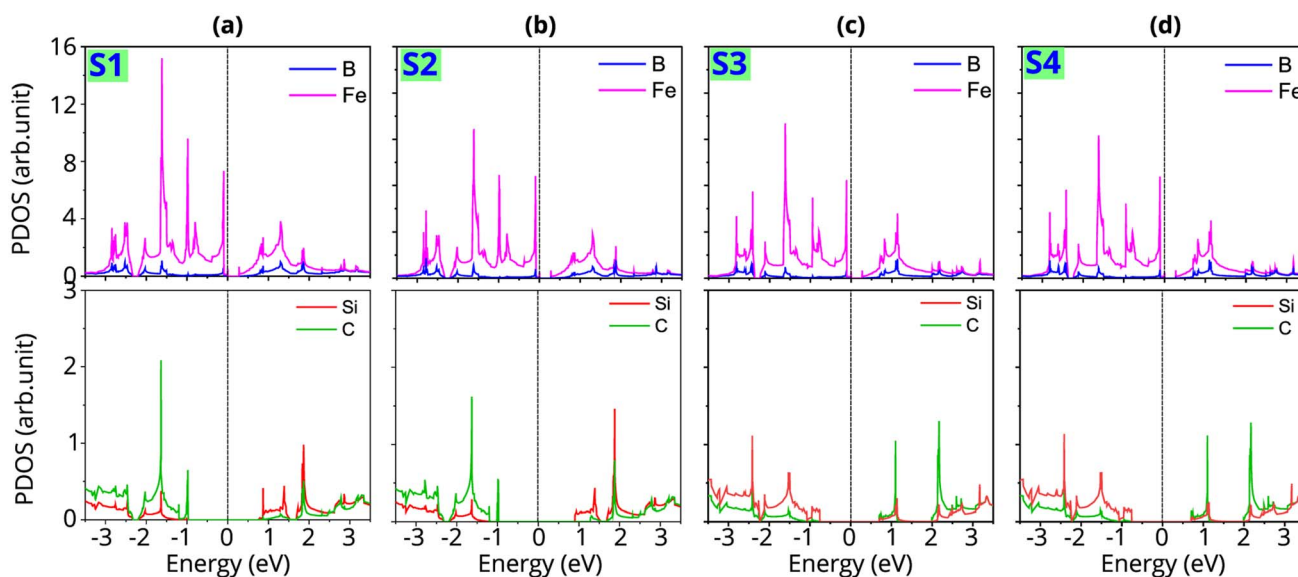 (a) (b) (c) (d)
16
12
8
4
0
PDOS (arb.unit)
S1
B
Fe
S2
B
Fe
S3
B
Fe
S4
B
Fe
3
2
1
0
PDOS (arb.unit)
Si
C
Si
C
Si
C
Si
C
-3 -2 -1 0 1 2 3 -3 -2 -1 0 1 2 3 -3 -2 -1 0 1 2 3 -3 -2 -1 0 1 2 3
Energy (eV) Energy (eV) Energy (eV) Energy (eV)